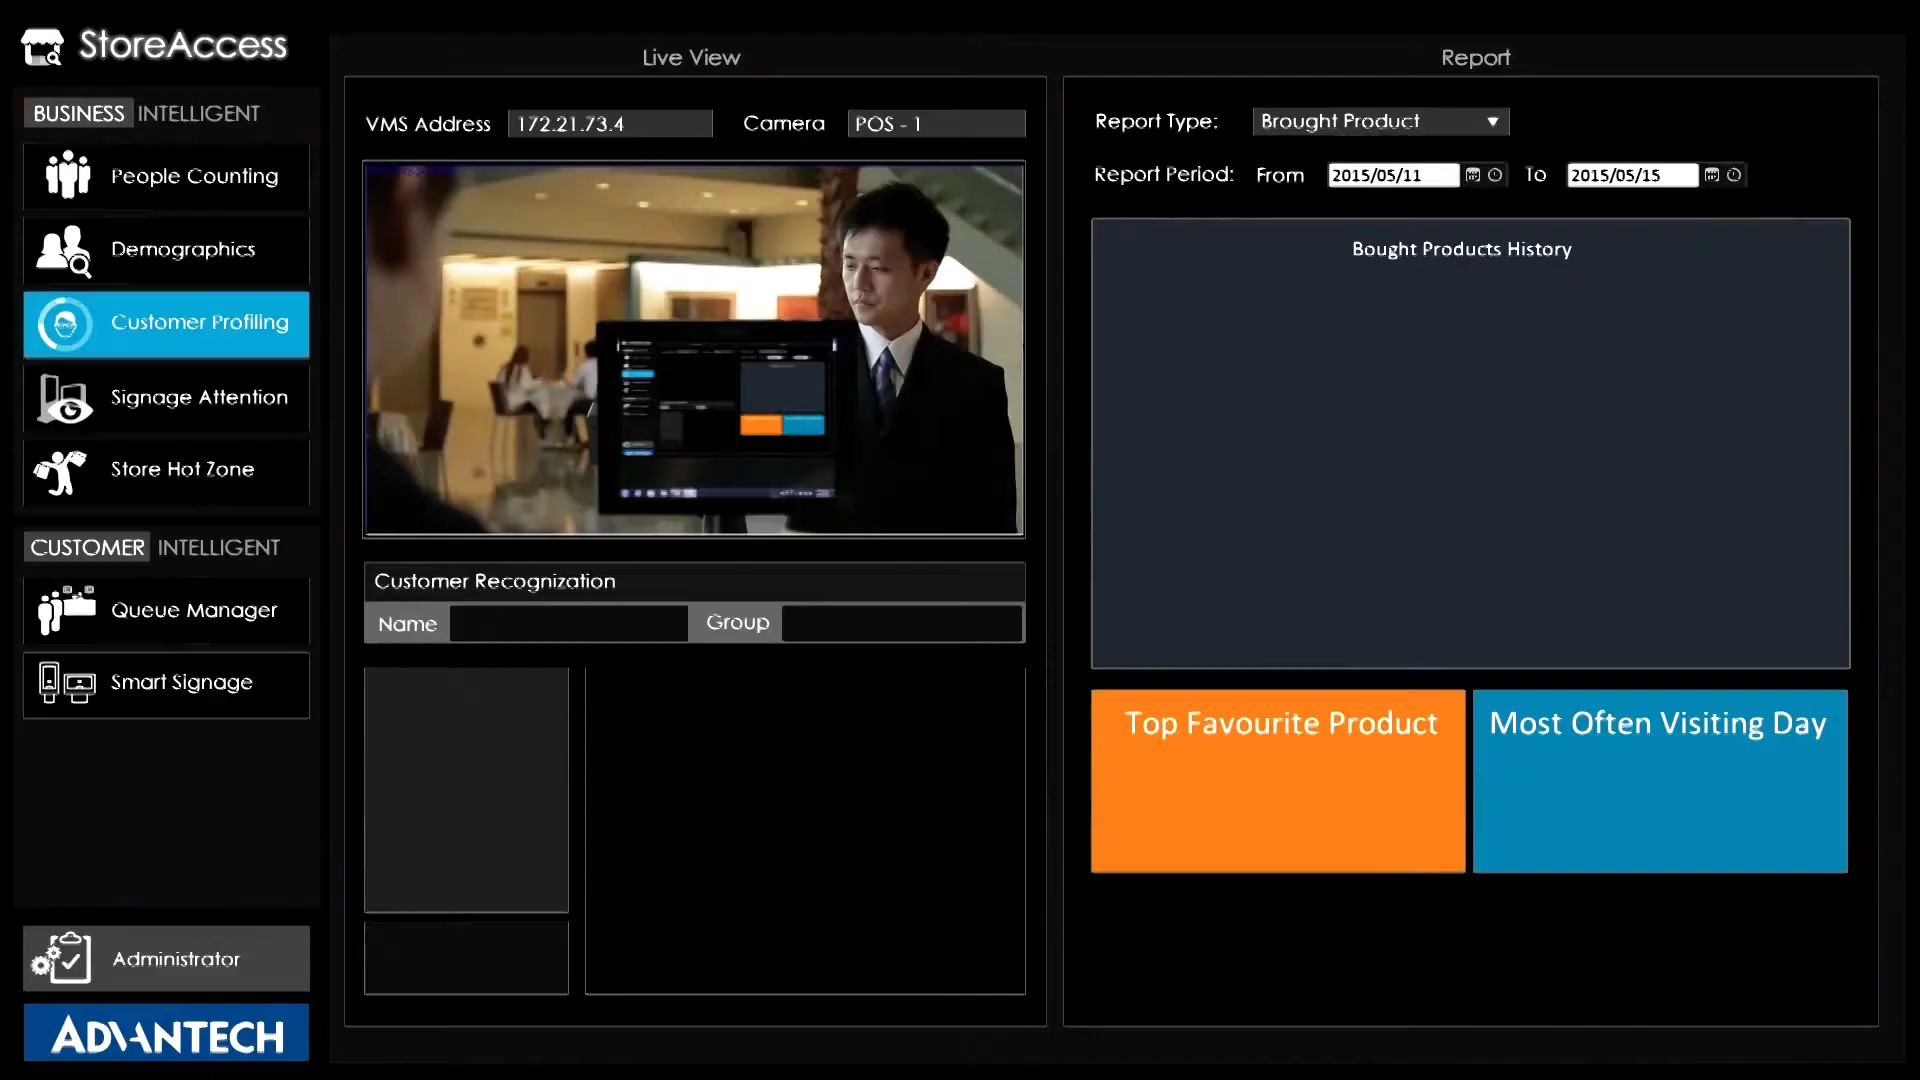 StoreAccess
BUSINESS INTELLIGENT
People Counting
Demographics
Customer Profiling
Signage Attention
Store Hot Zone
CUSTOMER INTELLIGENT
Queue Manager
Smart Signage
Administrator
ADVANTECH
Live View
VMS Address 172.21.73.4 Camera POS - 1
Customer Recognization
Name Group
Report
Report Type: Brought Product
Report Period: From 2015/05/11 To 2015/05/15
Bought Products History
Top Favourite Product
Most Often Visiting Day